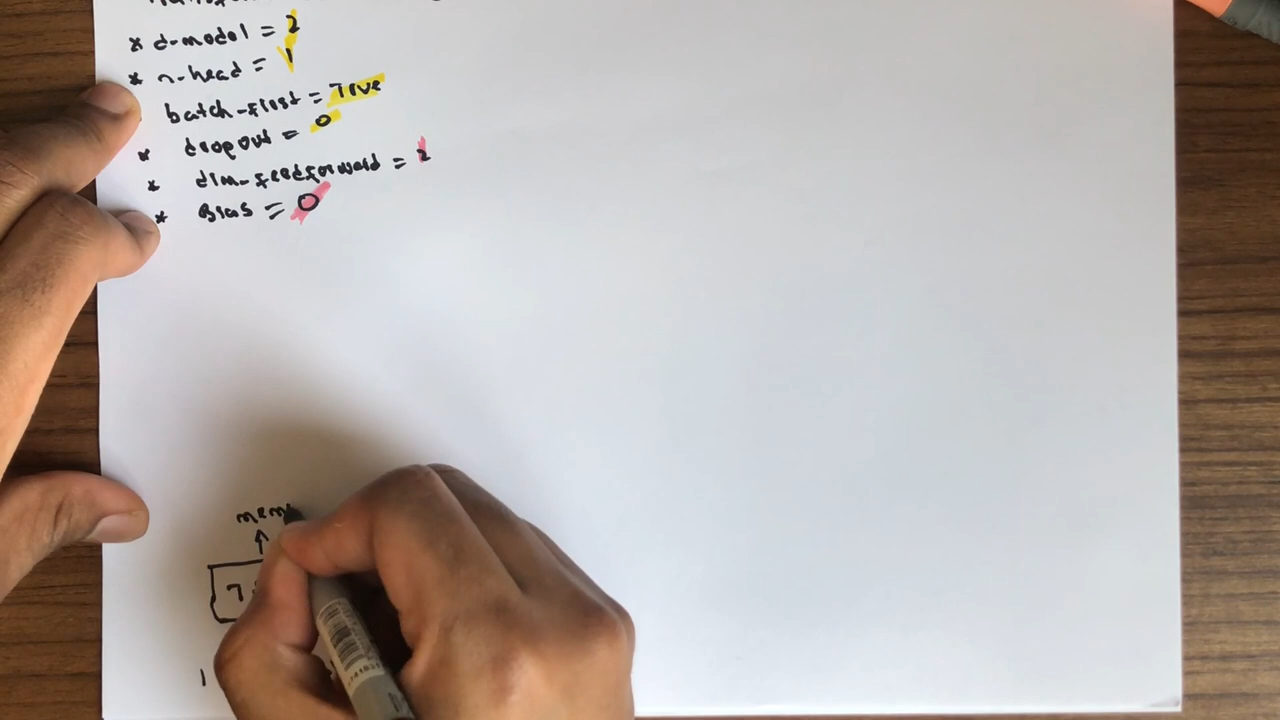 * d-model = 2
* n-head = 1
batch-first = True
* dropout = 0
* dim-feedforward = 2
* Bias = 0
mem